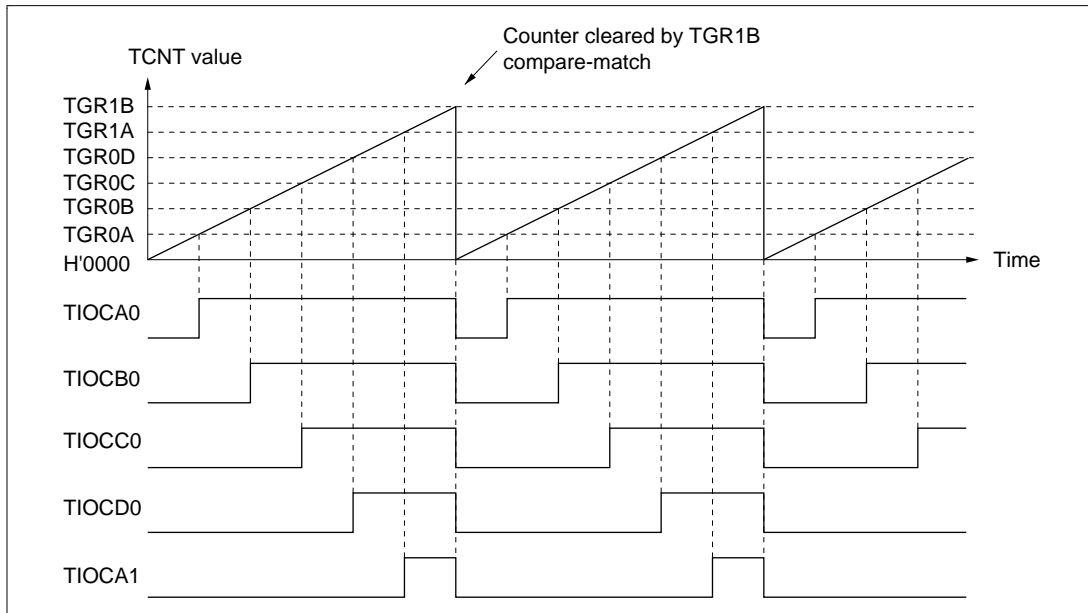 Counter cleared by TGR1B
compare-match
TCNT value
TGR1B
TGR1A
TGR0D
TGR0C
TGR0B
TGR0A
H'0000
Time
TIOCA0
TIOCB0
TIOCC0
TIOCD0
TIOCA1